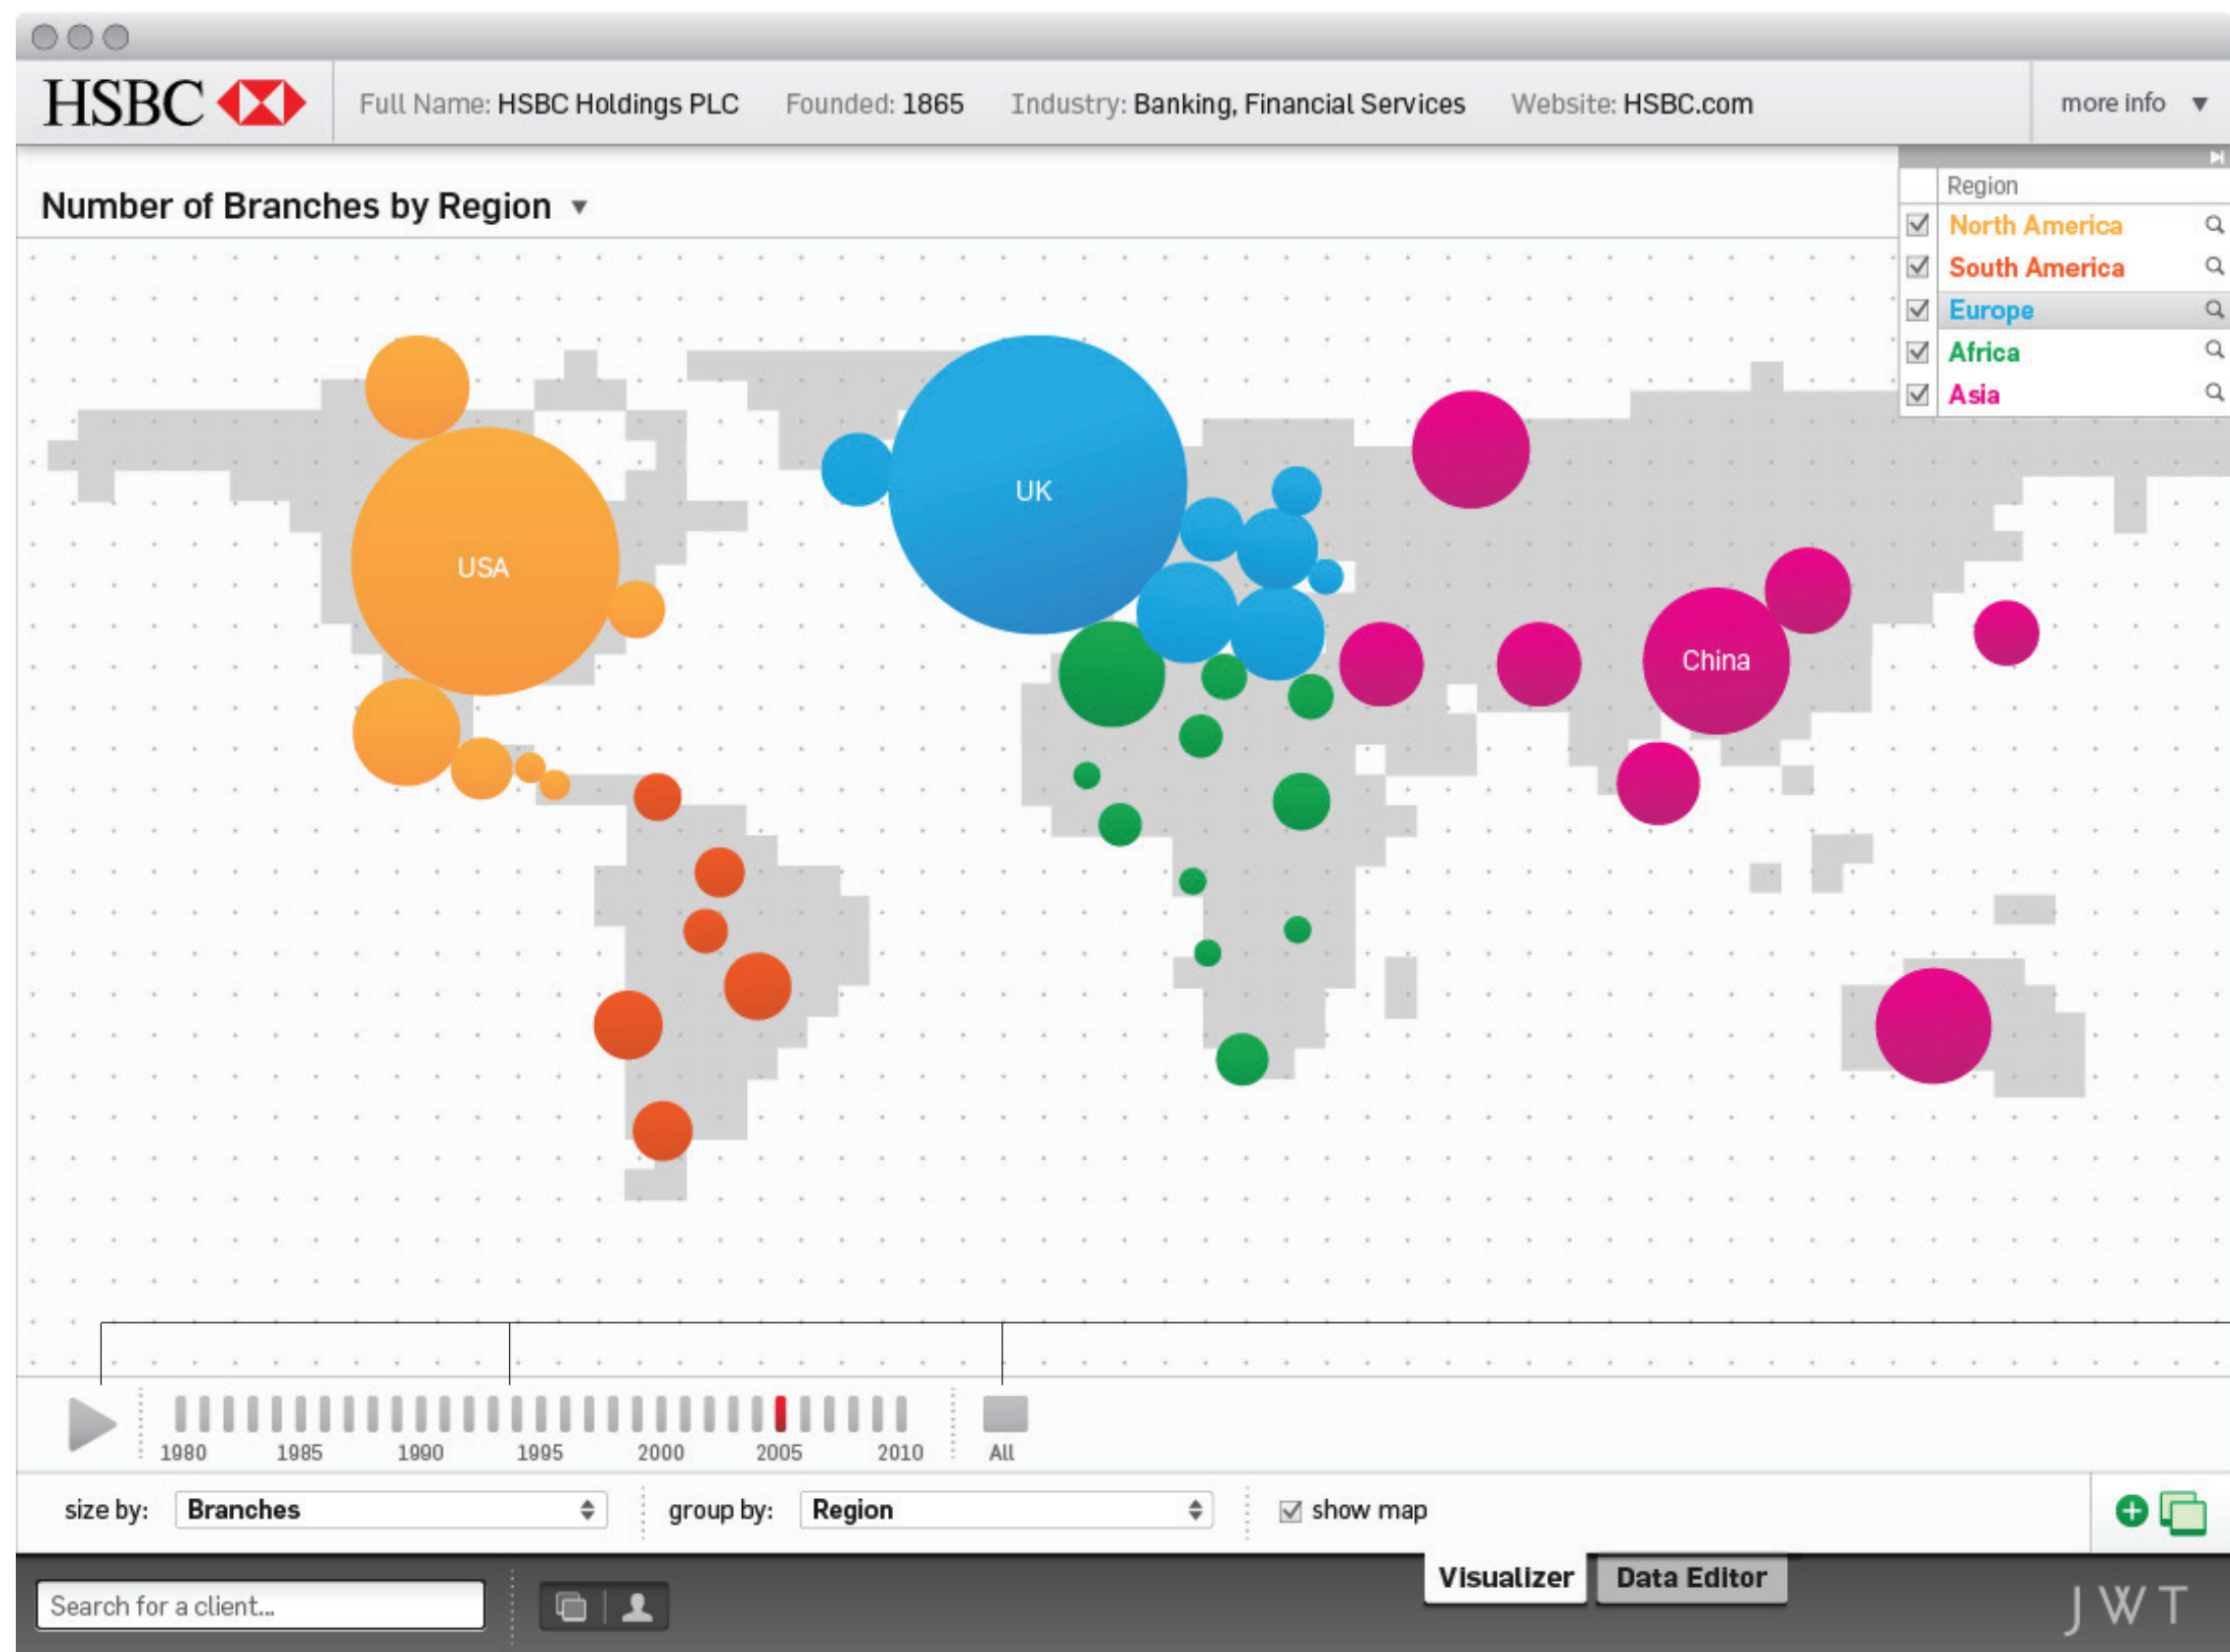 HSBC Full Name: HSBC Holdings PLC Founded: 1865 Industry: Banking, Financial Services Website: HSBC.com more info
Number of Branches by Region
Region
North America
South America
Europe
Africa
Asia
UK
USA
China
1980 1985 1990 1995 2000 2005 2010 All
size by: Branches group by: Region show map
Visualizer Data Editor
Search for a client... JWT